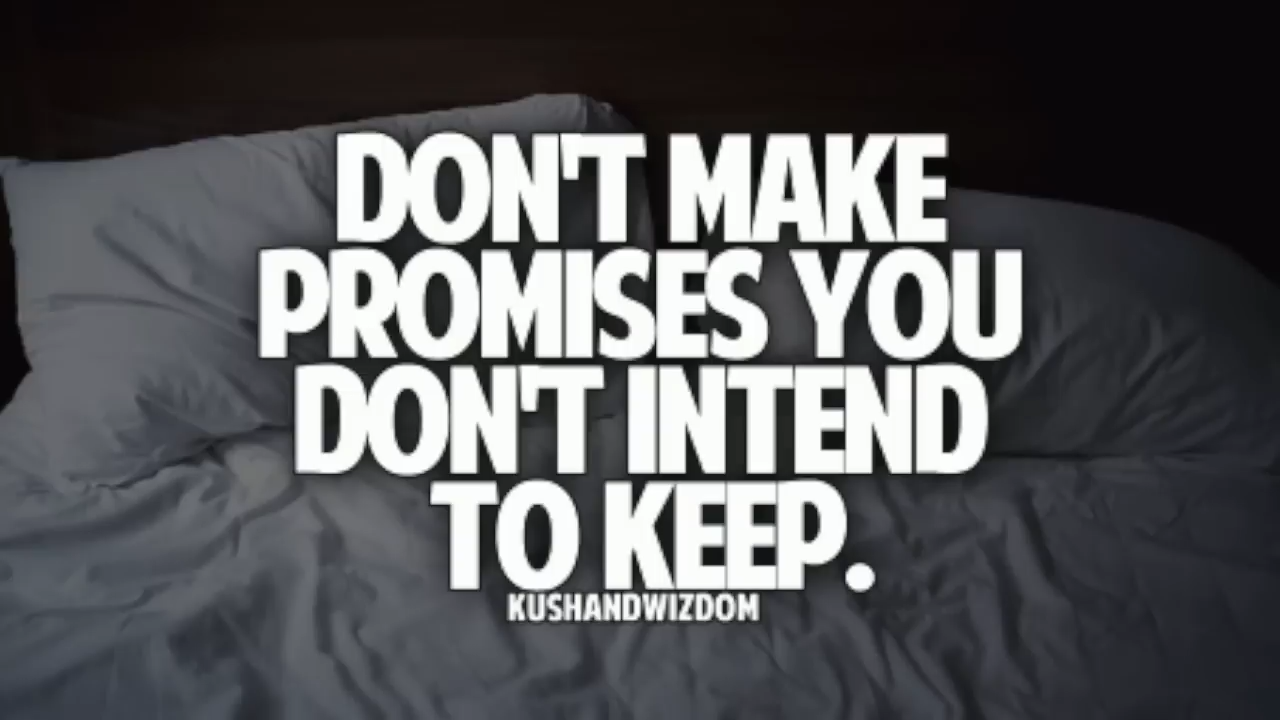 DON'T MAKE
PROMISES YOU
DON'T INTEND
TO KEEP.
KUSHANDWIZDOM